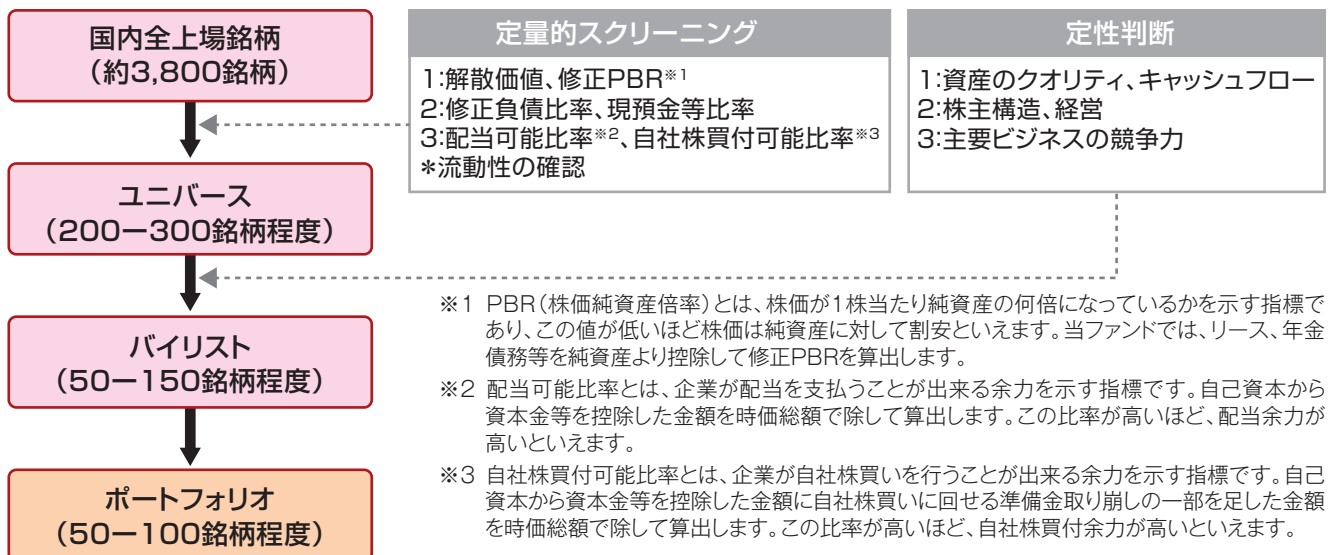 国内全上場銘柄
（約3,800銘柄）
定量的スクリーニング
1:解散価値、修正PBR※1
2:修正負債比率、現預金等比率
3:配当可能比率※2、自社株買付可能比率※3
＊流動性の確認
定性判断
1:資産のクオリティ、キャッシュフロー
2:株主構造、経営
3:主要ビジネスの競争力
ユニバース
（200ー300銘柄程度）
バイリスト
（50ー150銘柄程度）
ポートフォリオ
（50ー100銘柄程度）
※1 PBR（株価純資産倍率）とは、株価が1株当たり純資産の何倍になっているかを示す指標で
あり、この値が低いほど株価は純資産に対して割安といえます。当ファンドでは、リース、年金
債務等を純資産より控除して修正PBRを算出します。
※2 配当可能比率とは、企業が配当を支払うことが出来る余力を示す指標です。自己資本から
資本金等を控除した金額を時価総額で除して算出します。この比率が高いほど、配当余力が
高いといえます。
※3 自社株買付可能比率とは、企業が自社株買いを行うことが出来る余力を示す指標です。自己
資本から資本金等を控除した金額に自社株買いに回せる準備金取り崩しの一部を足した金額
を時価総額で除して算出します。この比率が高いほど、自社株買付余力が高いといえます。